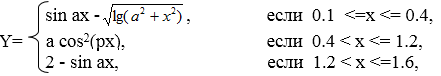 sin ax - √lg(a² + x²) , если 0.1 <=x <= 0.4,
Y= a cos²(px), если 0.4 < x <= 1.2,
2 - sin ax, если 1.2 < x <=1.6,